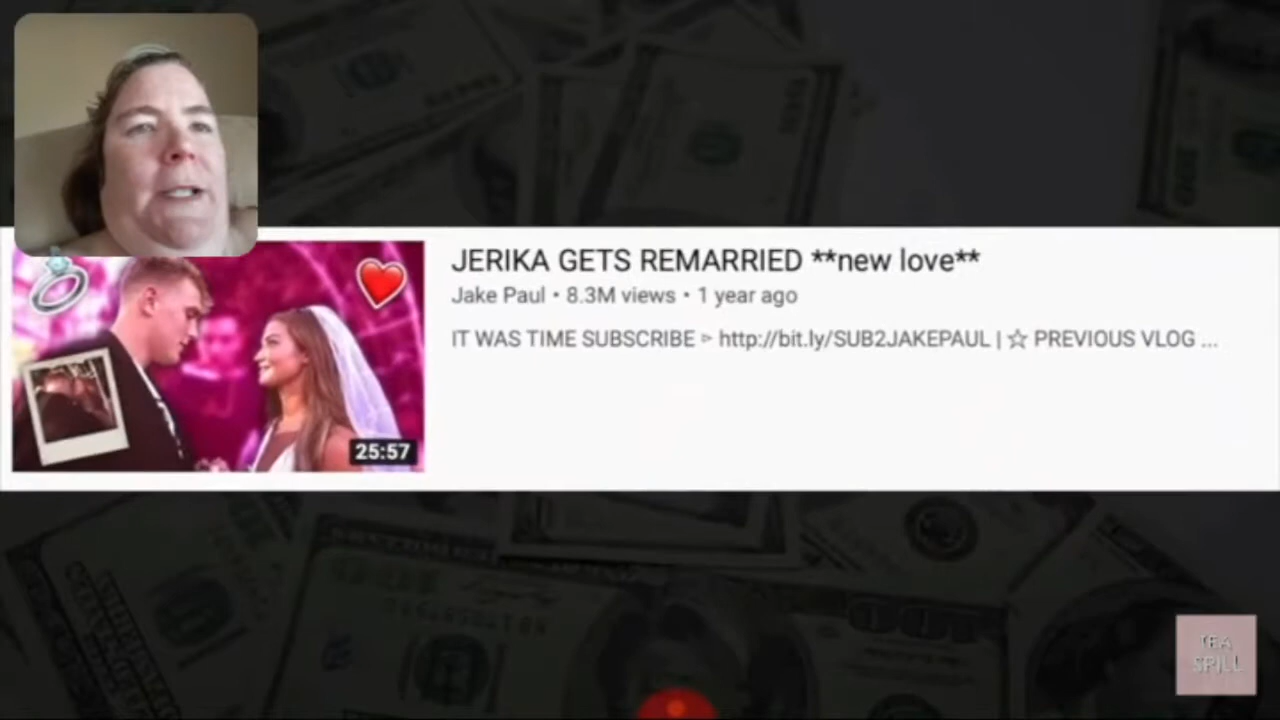 JERIKA GETS REMARRIED **new love**
Jake Paul • 8.3M views • 1 year ago
IT WAS TIME SUBSCRIBE ▻ http://bit.ly/SUB2JAKEPAUL | ☆ PREVIOUS VLOG ...
25:57
100
TEA
SPILL